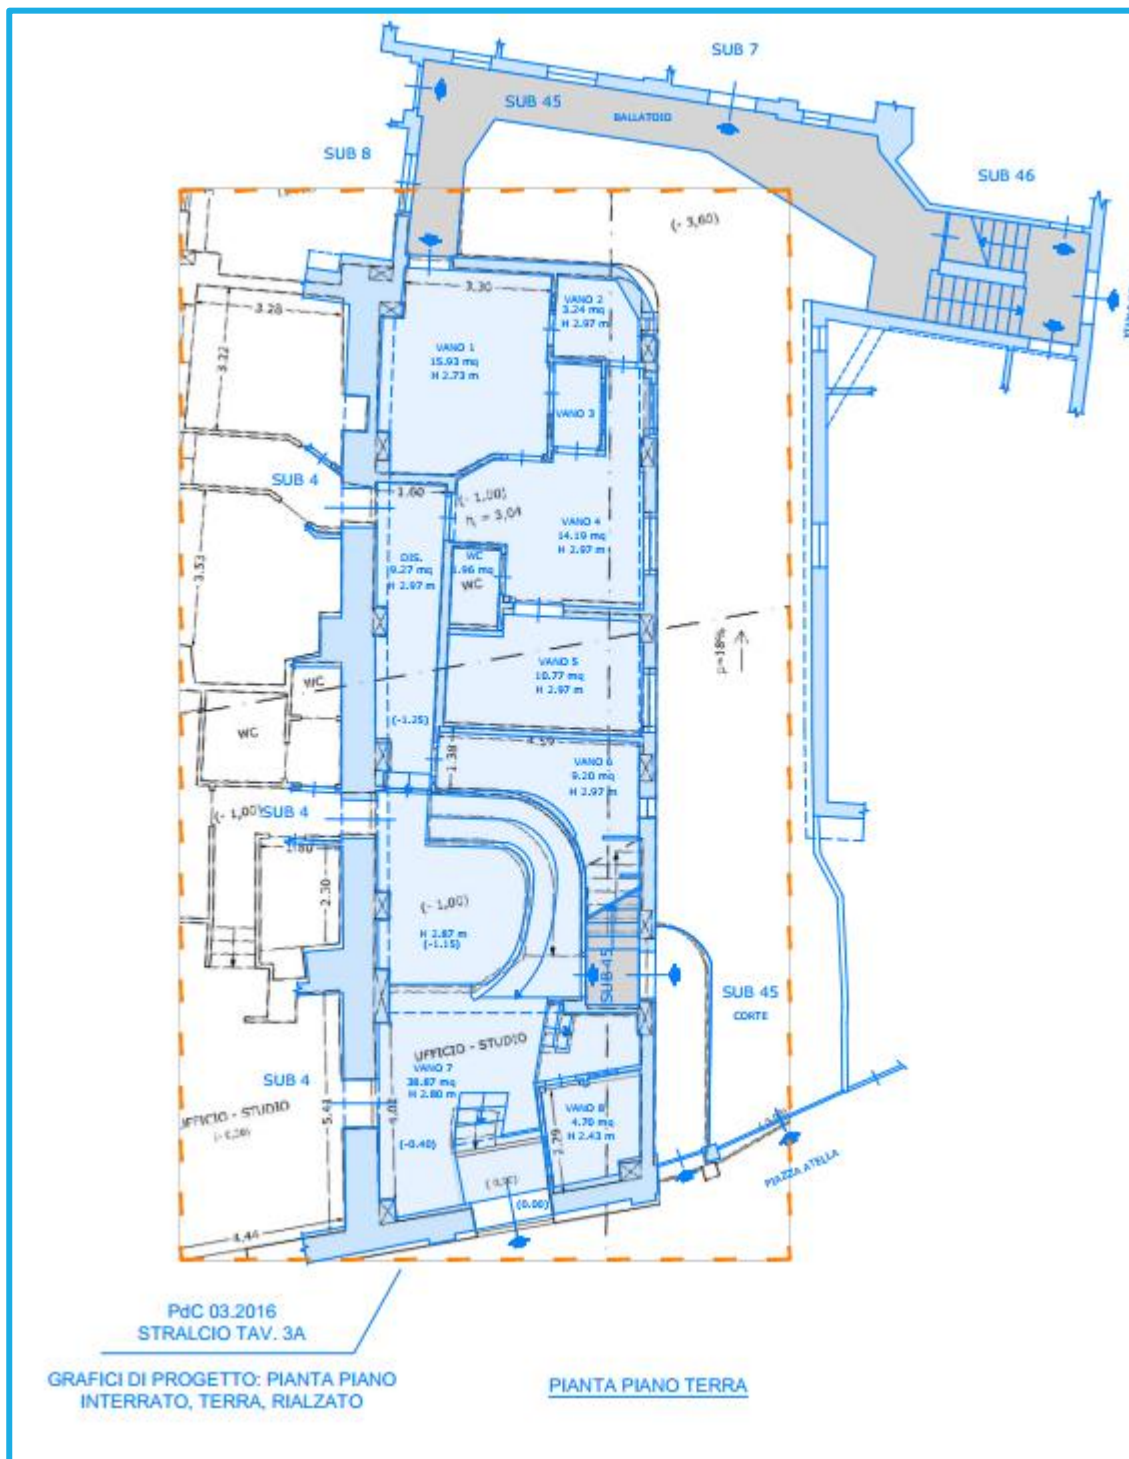 SUB 7
SUB 45
BALLATOIO
SUB 8
SUB 46
(- 3,60)
3.30
VANO 2
3.24 mq
H 2.97 m
3.28
3.22
VANO 1
15.93 mq
H 2.73 m
VANO 3
SUB 4
1.60
(- 1,00)
= 3,04
VANO 4
14.19 mq
H 2.97 m
3.53
DIS.
9.27 mq
H 2.97 m
WC
1.96 mq
WC
p=18%
VANO 5
10.77 mq
H 2.97 m
WC
WC
(-1.25)
1.38
4.59
VANO 6
9.20 mq
H 2.97 m
(- 1,00)
SUB 4
1.80
2.30
(- 1,00)
H 2.87 m
(-1.15)
SUB 45
SUB 45
CORTE
UFFICIO - STUDIO
VANO 7
38.87 mq
H 2.80 m
SUB 4
UFFICIO - STUDIO
5.41
4.01
(-0.40)
VANO 8
4.70 mq
H 2.43 m
2.79
PIAZZA ATELLA
(0.00)
4.44
PdC 03.2016
STRALCIO TAV. 3A
GRAFICI DI PROGETTO: PIANTA PIANO
INTERRATO, TERRA, RIALZATO
PIANTA PIANO TERRA